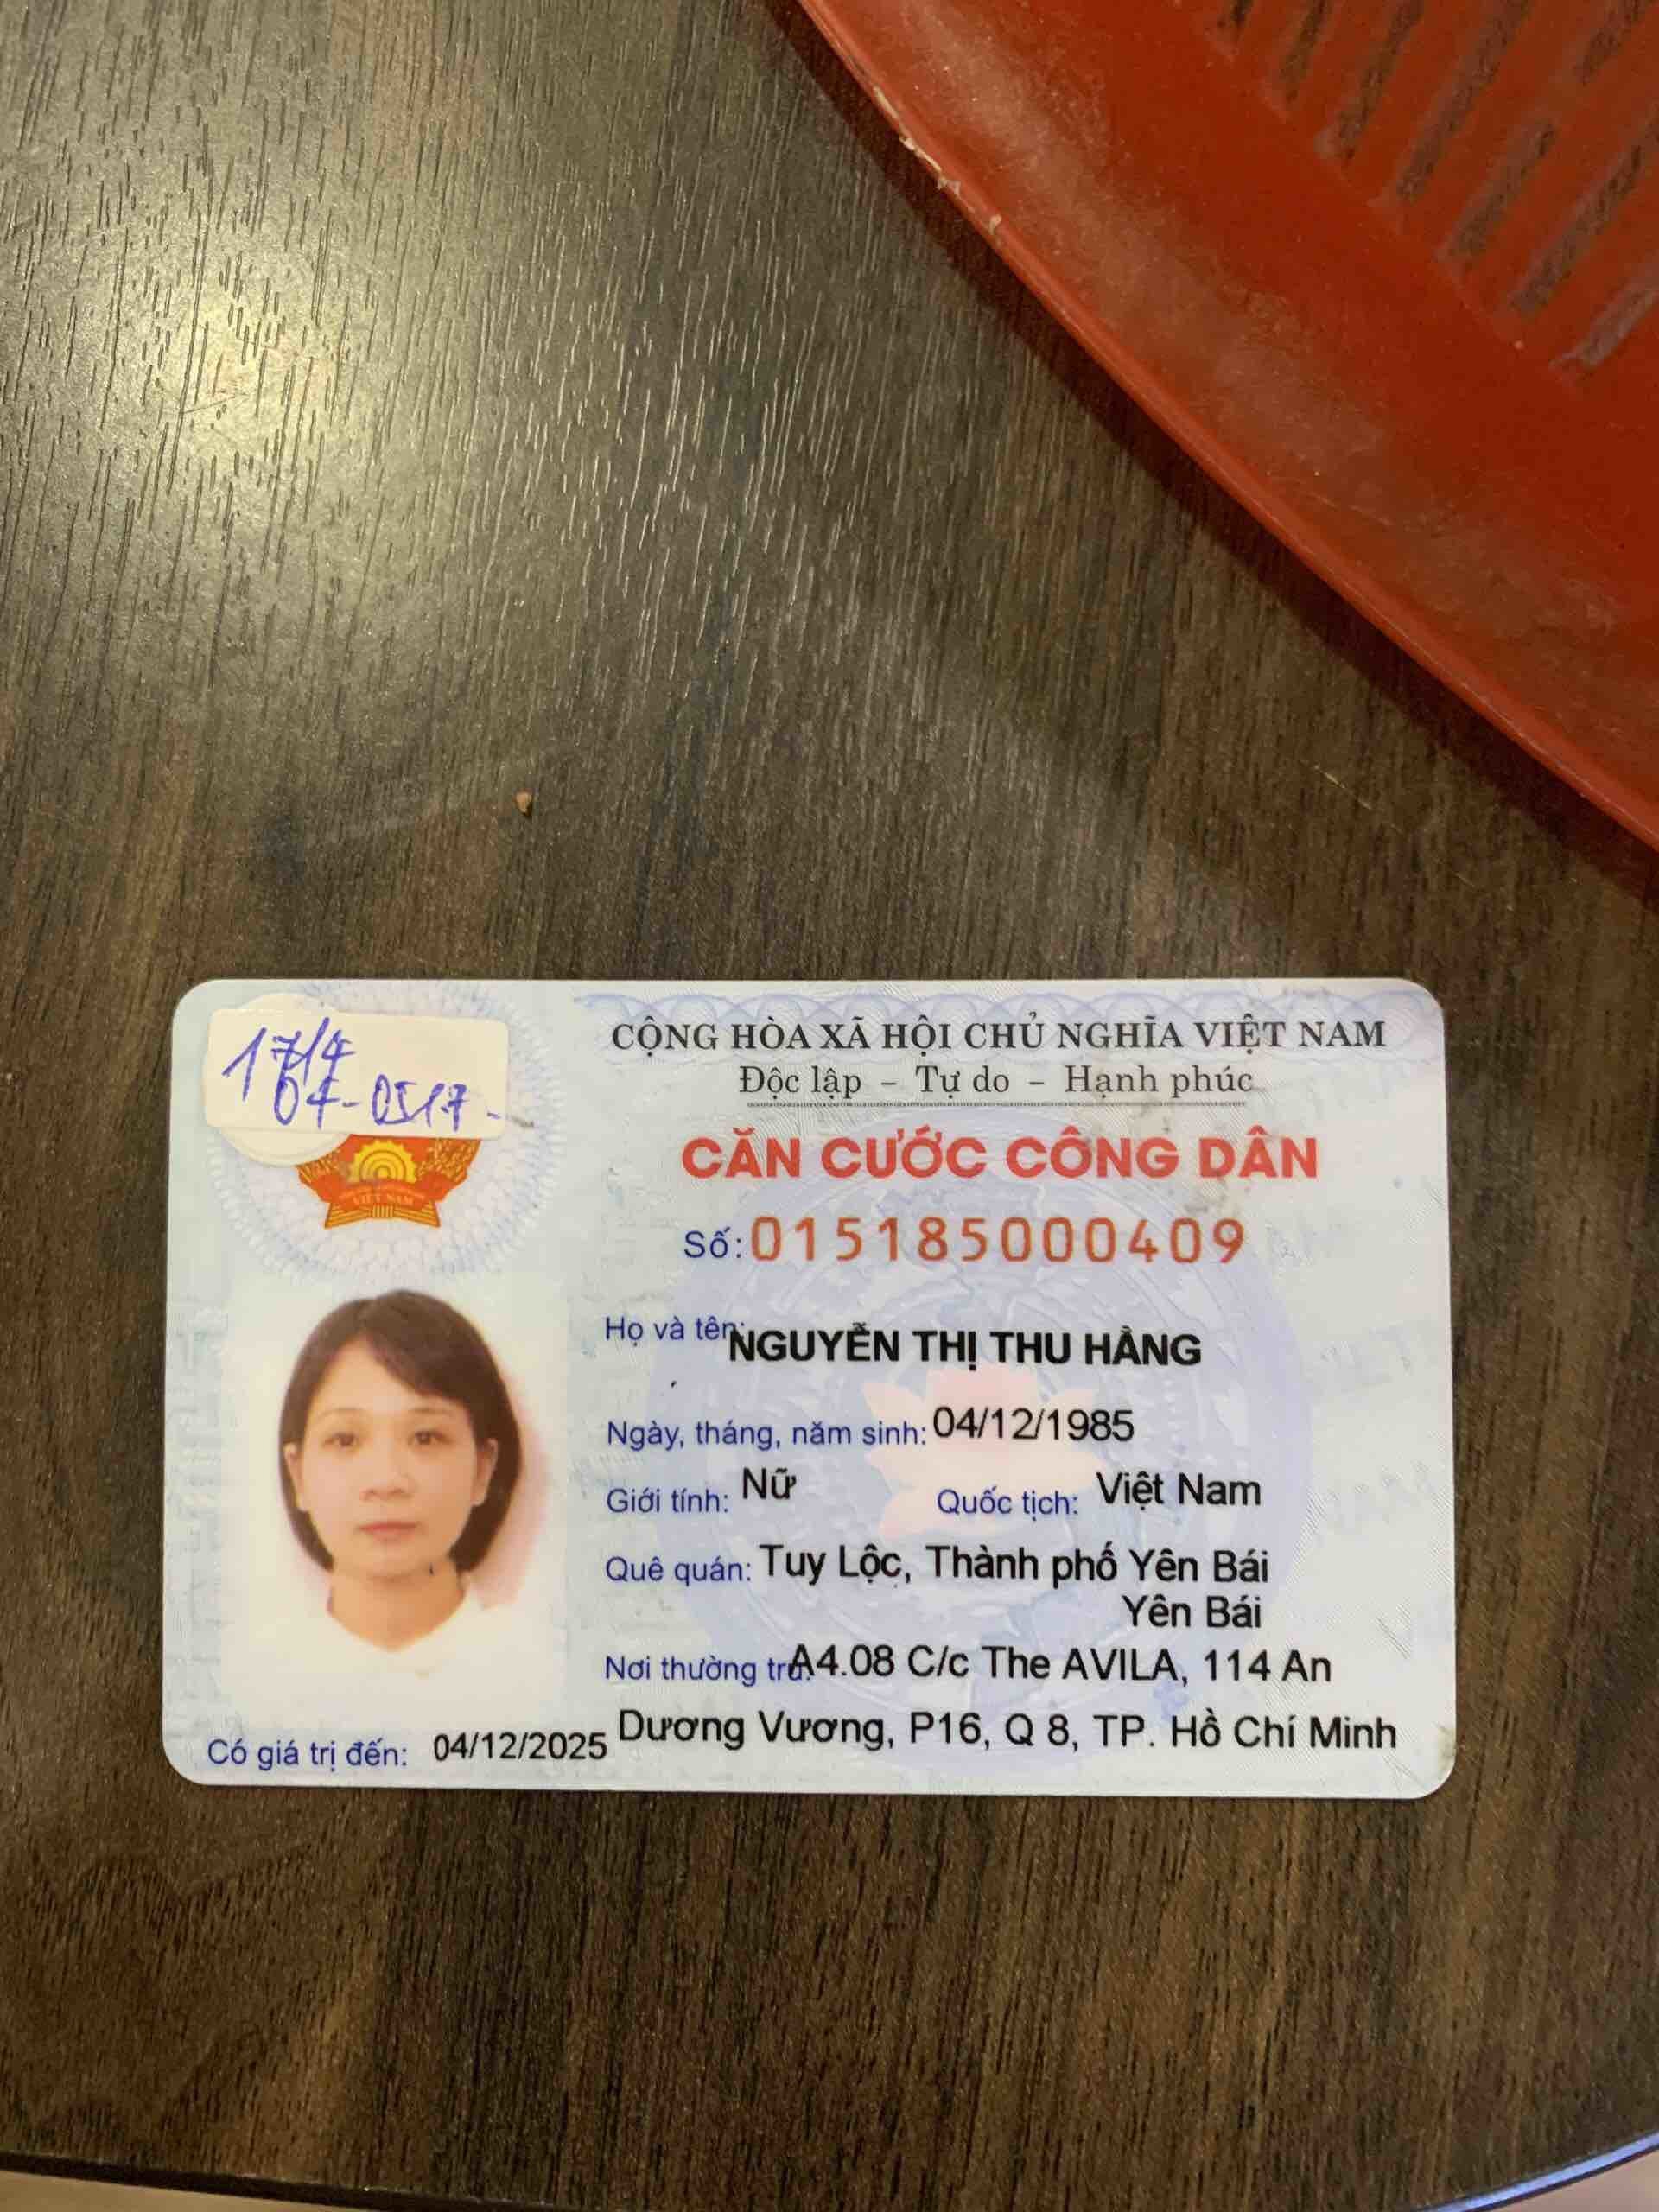 17/4
04-0517-
CỘNG HÒA XÃ HỘI CHỦ NGHĨA VIỆT NAM
Độc lập - Tự do - Hạnh phúc
VIỆT NAM
CĂN CƯỚC CÔNG DÂN
Số: 015185000409
Họ và tên: NGUYỄN THỊ THU HẰNG
Ngày, tháng, năm sinh: 04/12/1985
Giới tính: Nữ Quốc tịch: Việt Nam
Quê quán: Tuy Lộc, Thành phố Yên Bái
Yên Bái
Nơi thường trú: A4.08 C/c The AVILA, 114 An
Dương Vương, P16, Q 8, TP. Hồ Chí Minh
Có giá trị đến: 04/12/2025